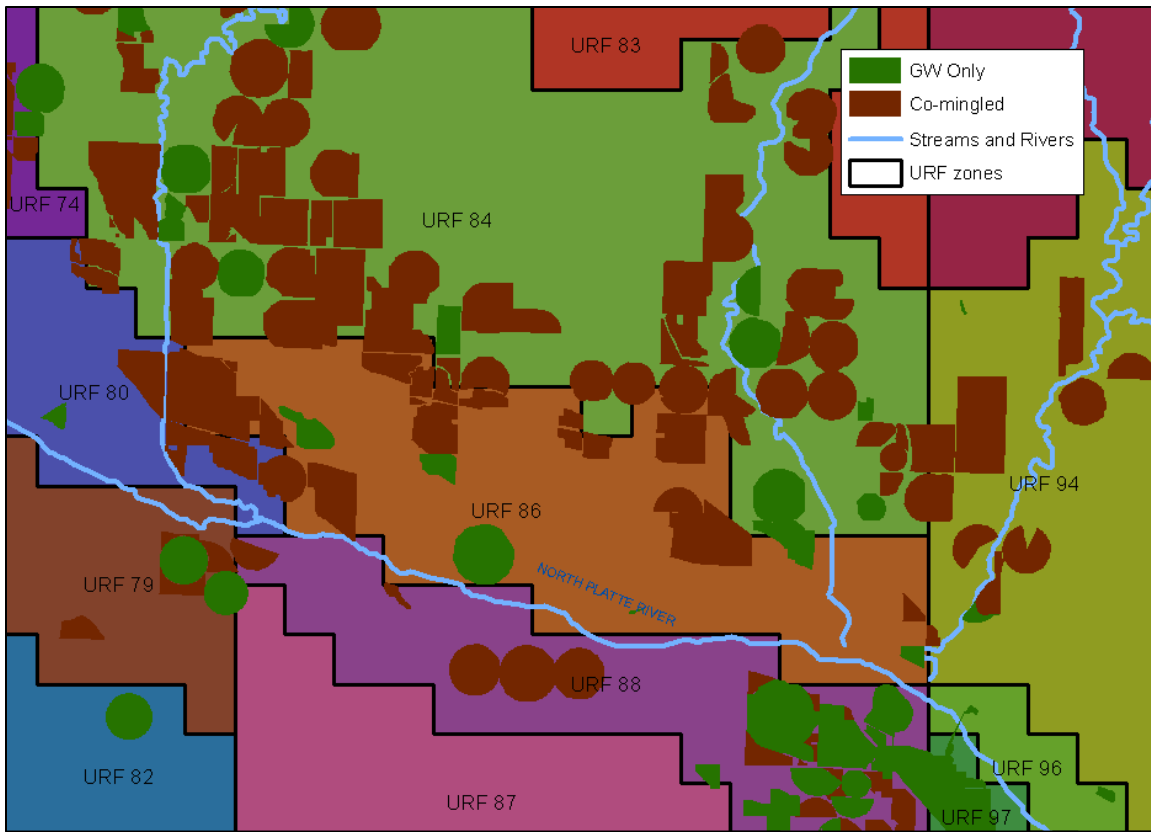 URF 83
GW Only
Co-mingled
Streams and Rivers
URF zones
URF 74
URF 84
URF 80
URF 94
URF 86
URF 79
NORTH PLATTE RIVER
URF 88
URF 82
URF 96
URF 87
URF 97